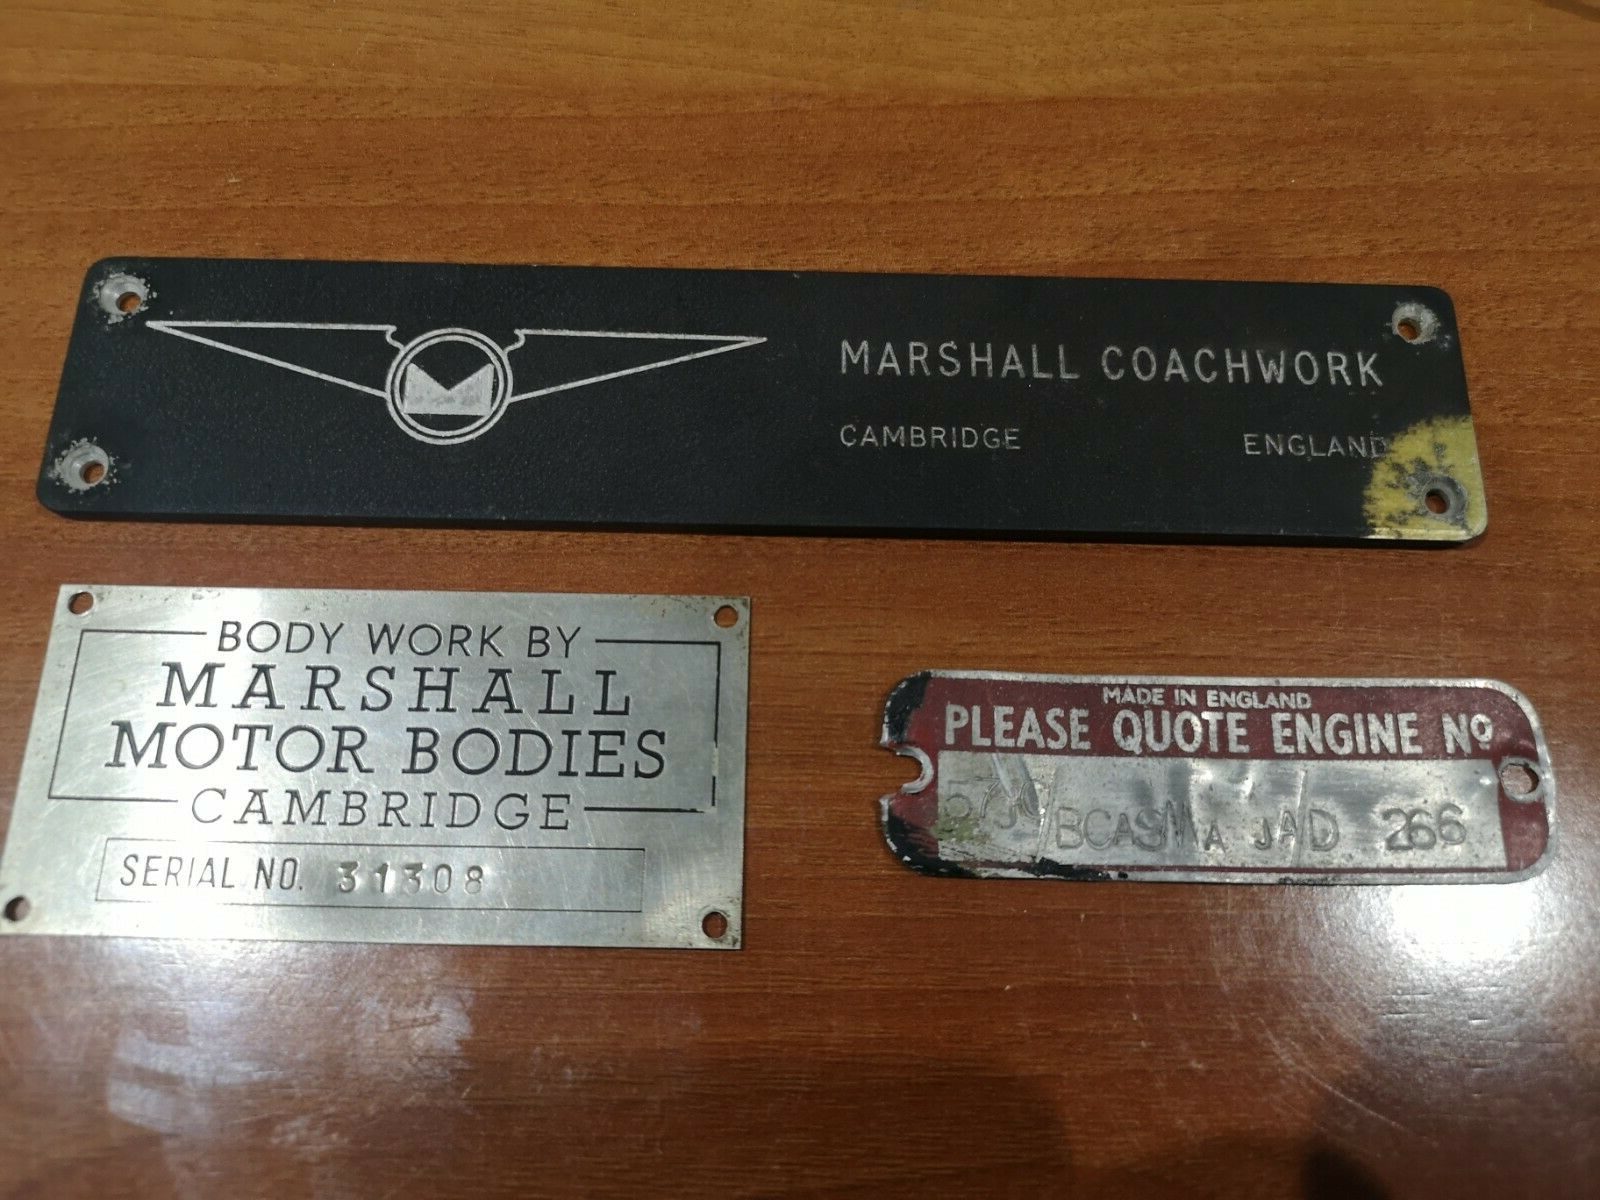 MARSHALL COACHWORK
CAMBRIDGE ENGLAND
BODY WORK BY
MARSHALL
MOTOR BODIES
CAMBRIDGE
SERIAL NO. 31308
MADE IN ENGLAND
PLEASE QUOTE ENGINE Nº
266